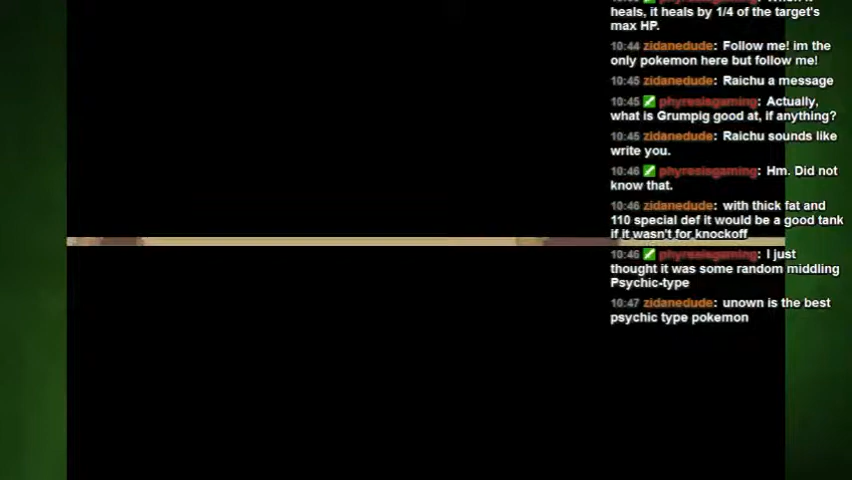 heals, it heals by 1/4 of the target's
max HP.
10:44 zidanedude: Follow me! im the
only pokemon here but follow me!
10:45 zidanedude: Raichu a message
10:45 phyresisgaming: Actually,
what is Grumpig good at, if anything?
10:45 zidanedude: Raichu sounds like
write you.
10:46 phyresisgaming: Hm. Did not
know that.
10:46 zidanedude: with thick fat and
110 special def it would be a good tank
if it wasn't for knockoff
10:46 phyresisgaming: I just
thought it was some random middling
Psychic-type
10:47 zidanedude: unown is the best
psychic type pokemon